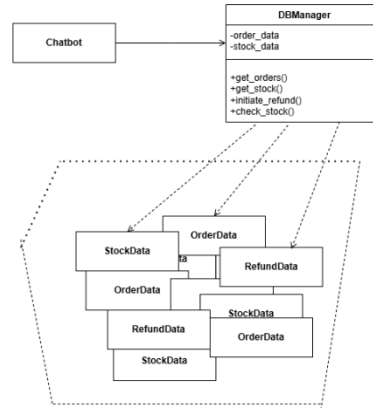 DBManager
Chatbot
-order_data
-stock_data
+get_orders()
+get_stock()
+initiate_refund()
+check_stock()
OrderData
StockData
RefundData
OrderData
StockData
RefundData
OrderData
StockData